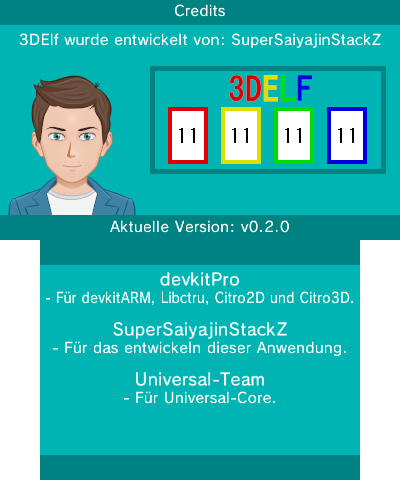 Credits
3DElf wurde entwickelt von: SuperSaiyajinStackZ
3DELF
11 11 11 11
Aktuelle Version: v0.2.0
devkitPro
- Für devkitARM, Libctru, Citro2D und Citro3D.
SuperSaiyajinStackZ
- Für das entwickeln dieser Anwendung.
Universal-Team
- Für Universal-Core.